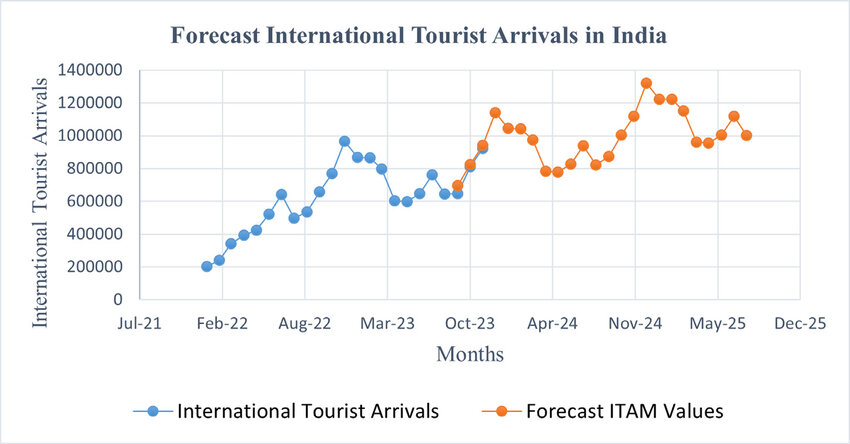 Forecast International Tourist Arrivals in India
International Tourist Arrivals
1400000
1200000
1000000
800000
600000
400000
200000
0
Jul-21 Feb-22 Aug-22 Mar-23 Oct-23 Apr-24 Nov-24 May-25 Dec-25
Months
International Tourist Arrivals Forecast ITAM Values